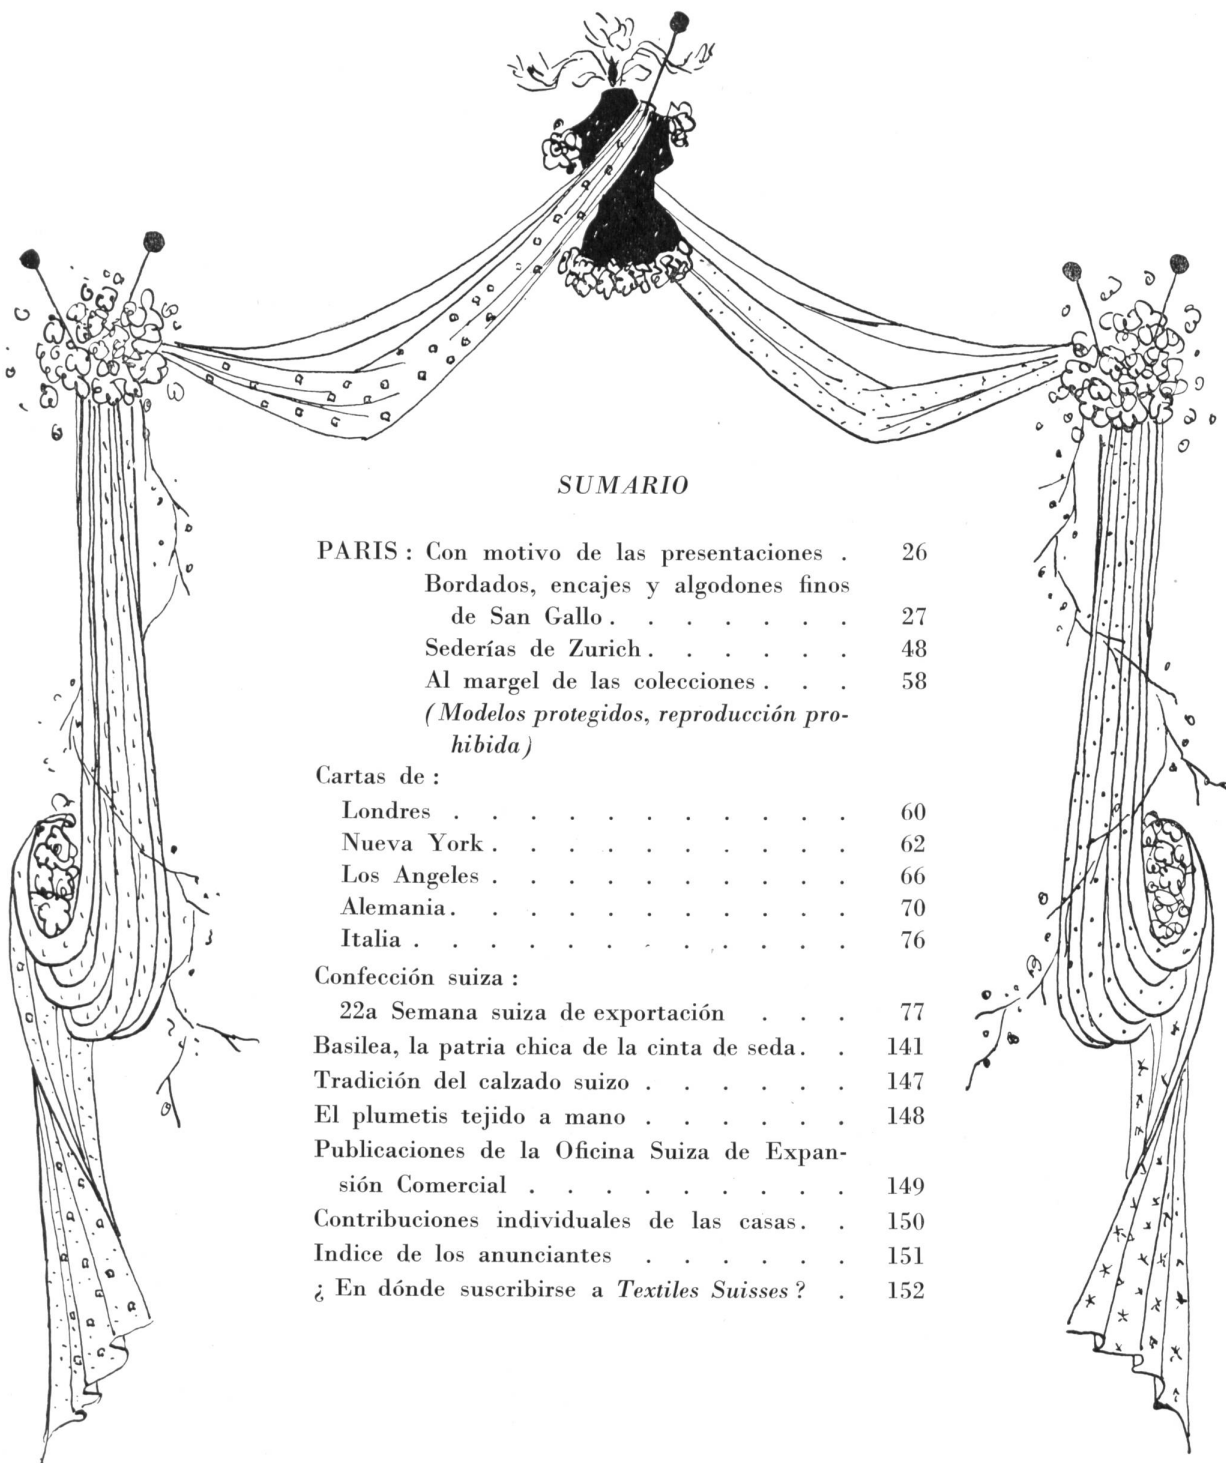 SUMARIO
PARIS : Con motivo de las presentaciones . 26
Bordados, encajes y algodones finos
de San Gallo . . . . . . . 27
Sederías de Zurich . . . . . . 48
Al margel de las colecciones . . . 58
(Modelos protegidos, reproducción pro-
hibida)
Cartas de :
Londres . . . . . . . . . . . 60
Nueva York . . . . . . . . . . 62
Los Angeles . . . . . . . . . . 66
Alemania . . . . . . . . . . . 70
Italia . . . . . . . . . . . . 76
Confección suiza :
22a Semana suiza de exportación . . . 77
Basilea, la patria chica de la cinta de seda . . 141
Tradición del calzado suizo . . . . . . 147
El plumetis tejido a mano . . . . . . 148
Publicaciones de la Oficina Suiza de Expan-
sión Comercial . . . . . . . . . 149
Contribuciones individuales de las casas . . 150
Indice de los anunciantes . . . . . . 151
¿ En dónde suscribirse a Textiles Suisses ? . 152